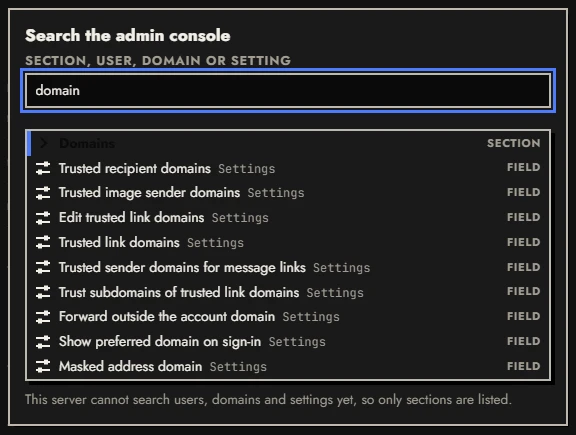 Search the admin console
SECTION, USER, DOMAIN OR SETTING
domain
Domains SECTION
Trusted recipient domains Settings FIELD
Trusted image sender domains Settings FIELD
Edit trusted link domains Settings FIELD
Trusted link domains Settings FIELD
Trusted sender domains for message links Settings FIELD
Trust subdomains of trusted link domains Settings FIELD
Forward outside the account domain Settings FIELD
Show preferred domain on sign-in Settings FIELD
Masked address domain Settings FIELD
This server cannot search users, domains and settings yet, so only sections are listed.